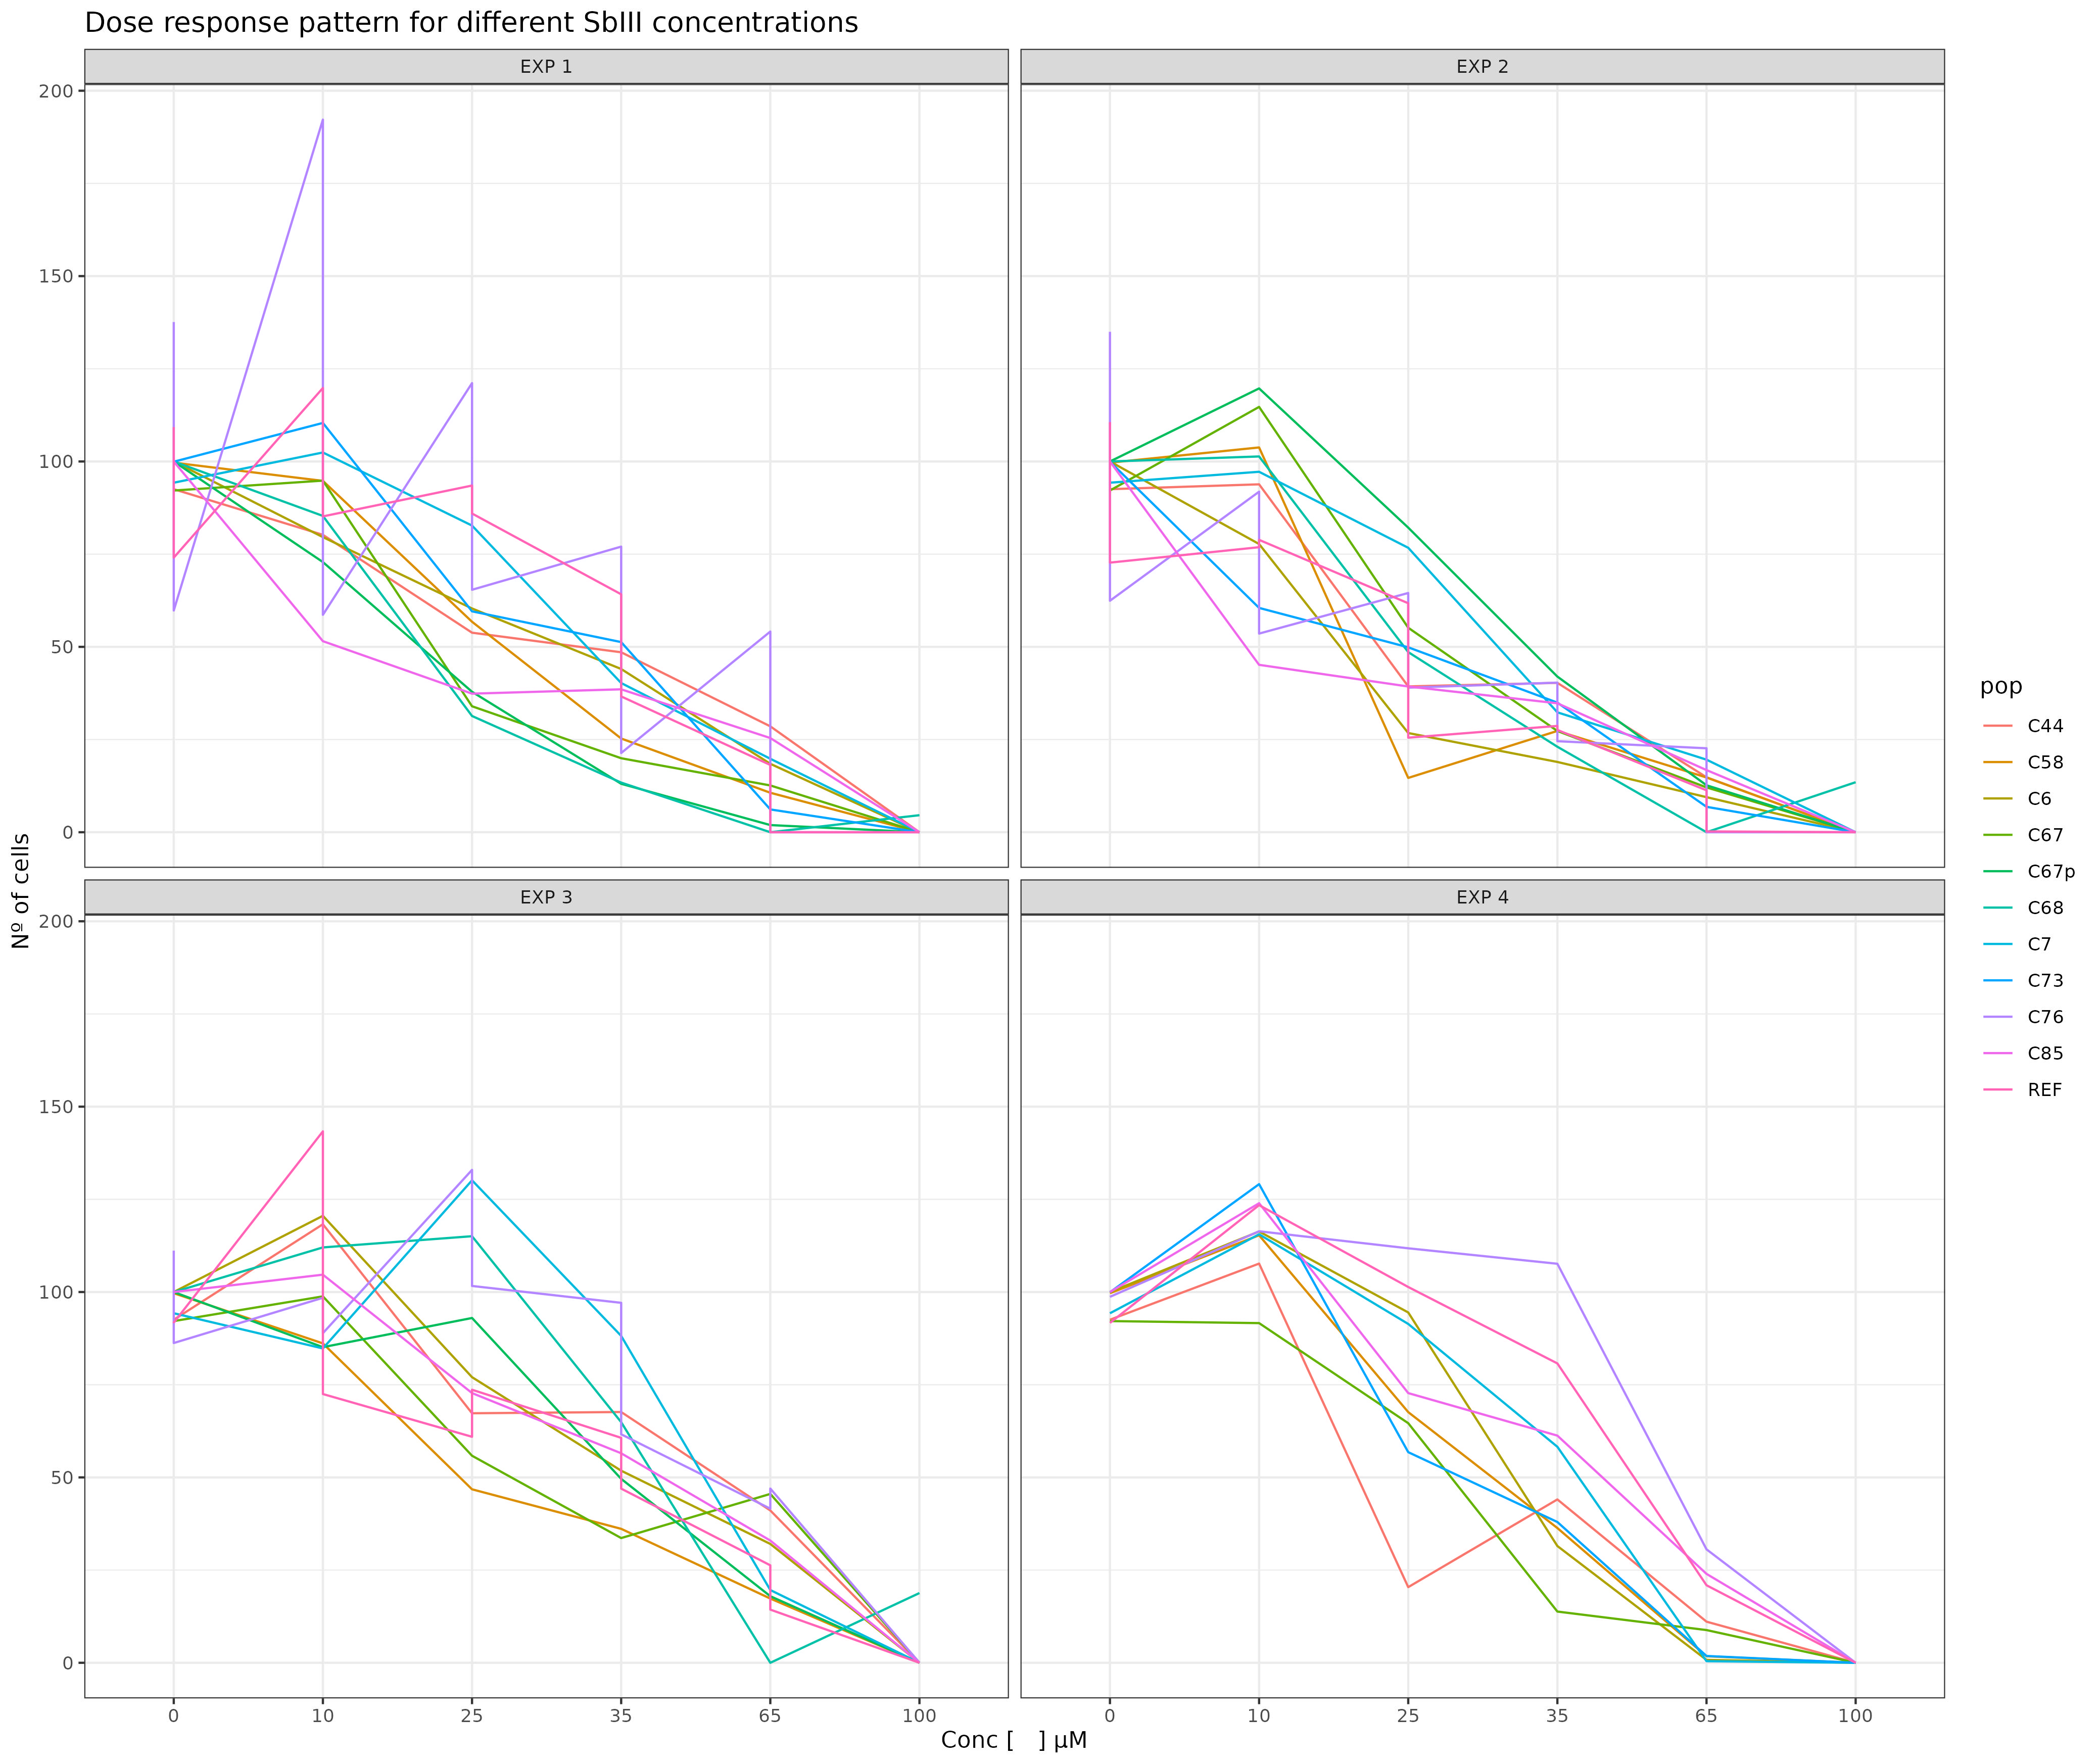 Dose response pattern for different SbIII concentrations
EXP 1
EXP 2
200
150
100
50
0
EXP 3
EXP 4
200
150
100
50
0
0 10 25 35 65 100
0 10 25 35 65 100
Conc [ ] µM
Nº of cells
pop
C44
C58
C6
C67
C67p
C68
C7
C73
C76
C85
REF